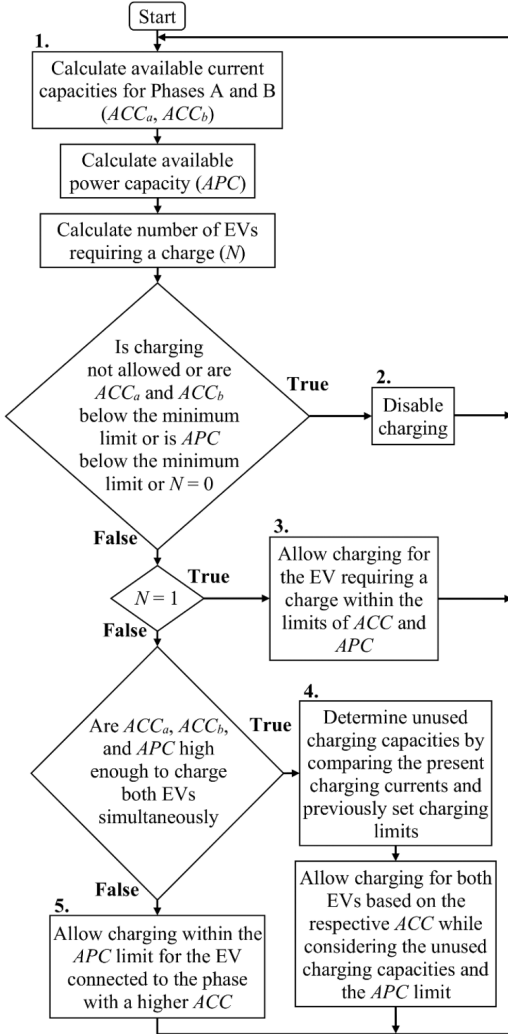 Start
1.
Calculate available current
capacities for Phases A and B
(ACCa, ACCb)
Calculate available
power capacity (APC)
Calculate number of EVs
requiring a charge (N)
Is charging
not allowed or are
ACCa and ACCb
below the minimum
limit or is APC
below the minimum
limit or N = 0
True
2.
Disable
charging
False
N = 1
True
3.
Allow charging for
the EV requiring a
charge within the
limits of ACC and
APC
False
Are ACCa, ACCb,
and APC high
enough to charge
both EVs
simultaneously
True
4.
Determine unused
charging capacities by
comparing the present
charging currents and
previously set charging
limits
Allow charging for both
EVs based on the
respective ACC while
considering the unused
charging capacities and
the APC limit
False
5.
Allow charging within the
APC limit for the EV
connected to the phase
with a higher ACC